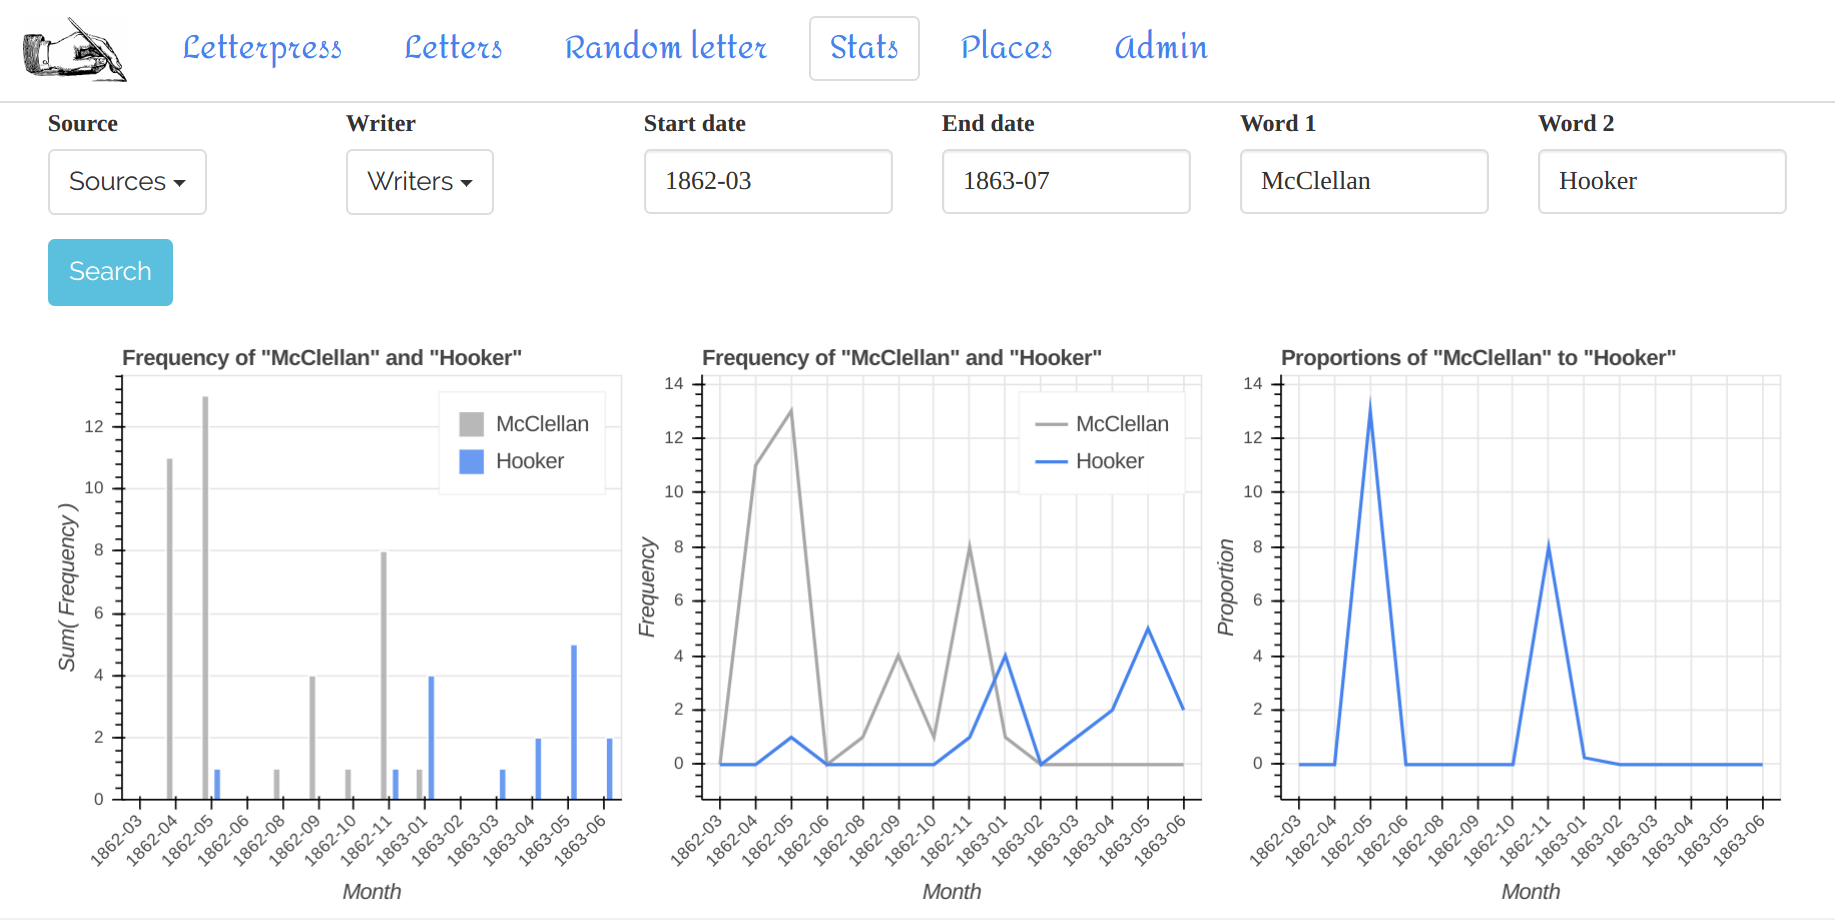 Letterpress Letters Random letter Stats Places Admin
Source Writer Start date End date Word 1 Word 2
Sources Writers 1862-03 1863-07 McClellan Hooker
Search
Frequency of "McClellan" and "Hooker"
McClellan
Hooker
Sum( Frequency )
12
10
8
6
4
2
0
1862-03 1862-04 1862-05 1862-06 1862-08 1862-09 1862-10 1862-11 1863-01 1863-02 1863-03 1863-04 1863-05 1863-06
Month
Frequency of "McClellan" and "Hooker"
McClellan
Hooker
Frequency
14
12
10
8
6
4
2
0
1862-03 1862-04 1862-05 1862-06 1862-08 1862-09 1862-10 1862-11 1863-01 1863-02 1863-03 1863-04 1863-05 1863-06
Month
Proportions of "McClellan" to "Hooker"
Proportion
14
12
10
8
6
4
2
0
1862-03 1862-04 1862-05 1862-06 1862-08 1862-09 1862-10 1862-11 1863-01 1863-02 1863-03 1863-04 1863-05 1863-06
Month